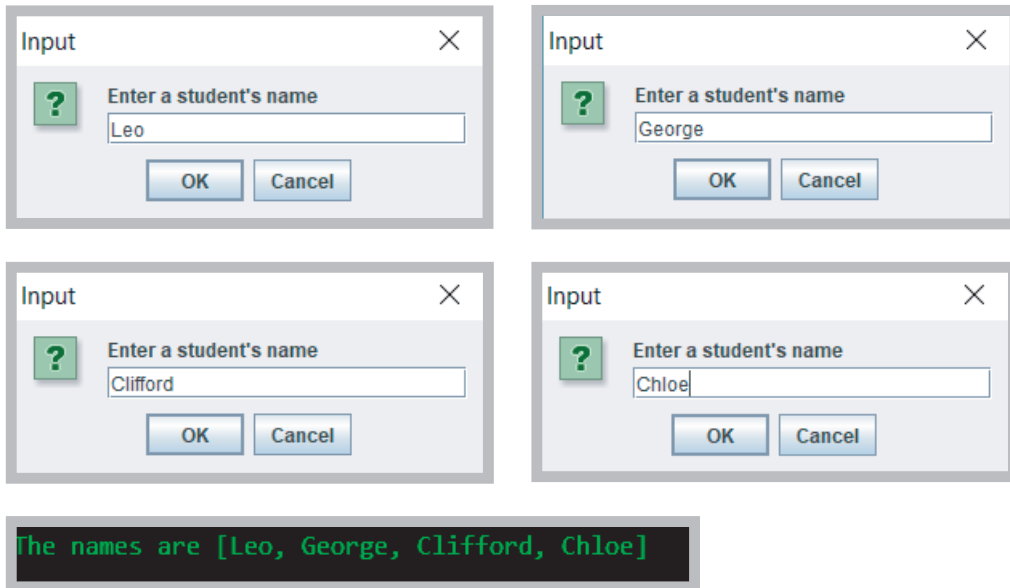 Input
Enter a student's name
Leo
OK Cancel
Input
Enter a student's name
George
OK Cancel
Input
Enter a student's name
Clifford
OK Cancel
Input
Enter a student's name
Chloe
OK Cancel
The names are [Leo, George, Clifford, Chloe]